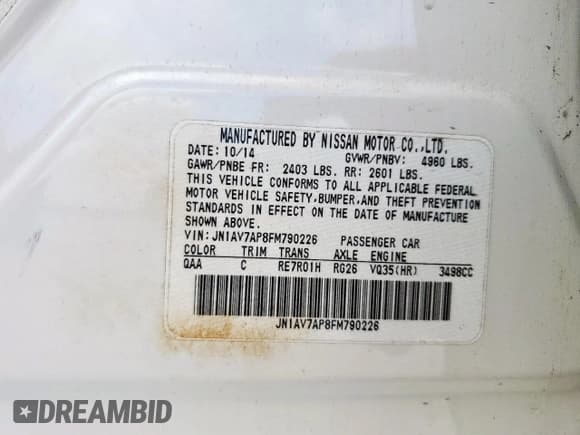 MANUFACTURED BY NISSAN MOTOR CO.,LTD.
DATE: 10/14 GVWR/PNBV: 4960 LBS.
GAWR/PNBE FR: 2403 LBS. RR: 2601 LBS.
THIS VEHICLE CONFORMS TO ALL APPLICABLE FEDERAL
MOTOR VEHICLE SAFETY,BUMPER,AND THEFT PREVENTION
STANDARDS IN EFFECT ON THE DATE OF MANUFACTURE
SHOWN ABOVE.
VIN: JN1AV7AP8FM790226 PASSENGER CAR
COLOR TRIM TRANS AXLE ENGINE
QAA C RE7R01H RG26 VQ35(HR) 3498CC
JN1AV7AP8FM790226
DREAMBID